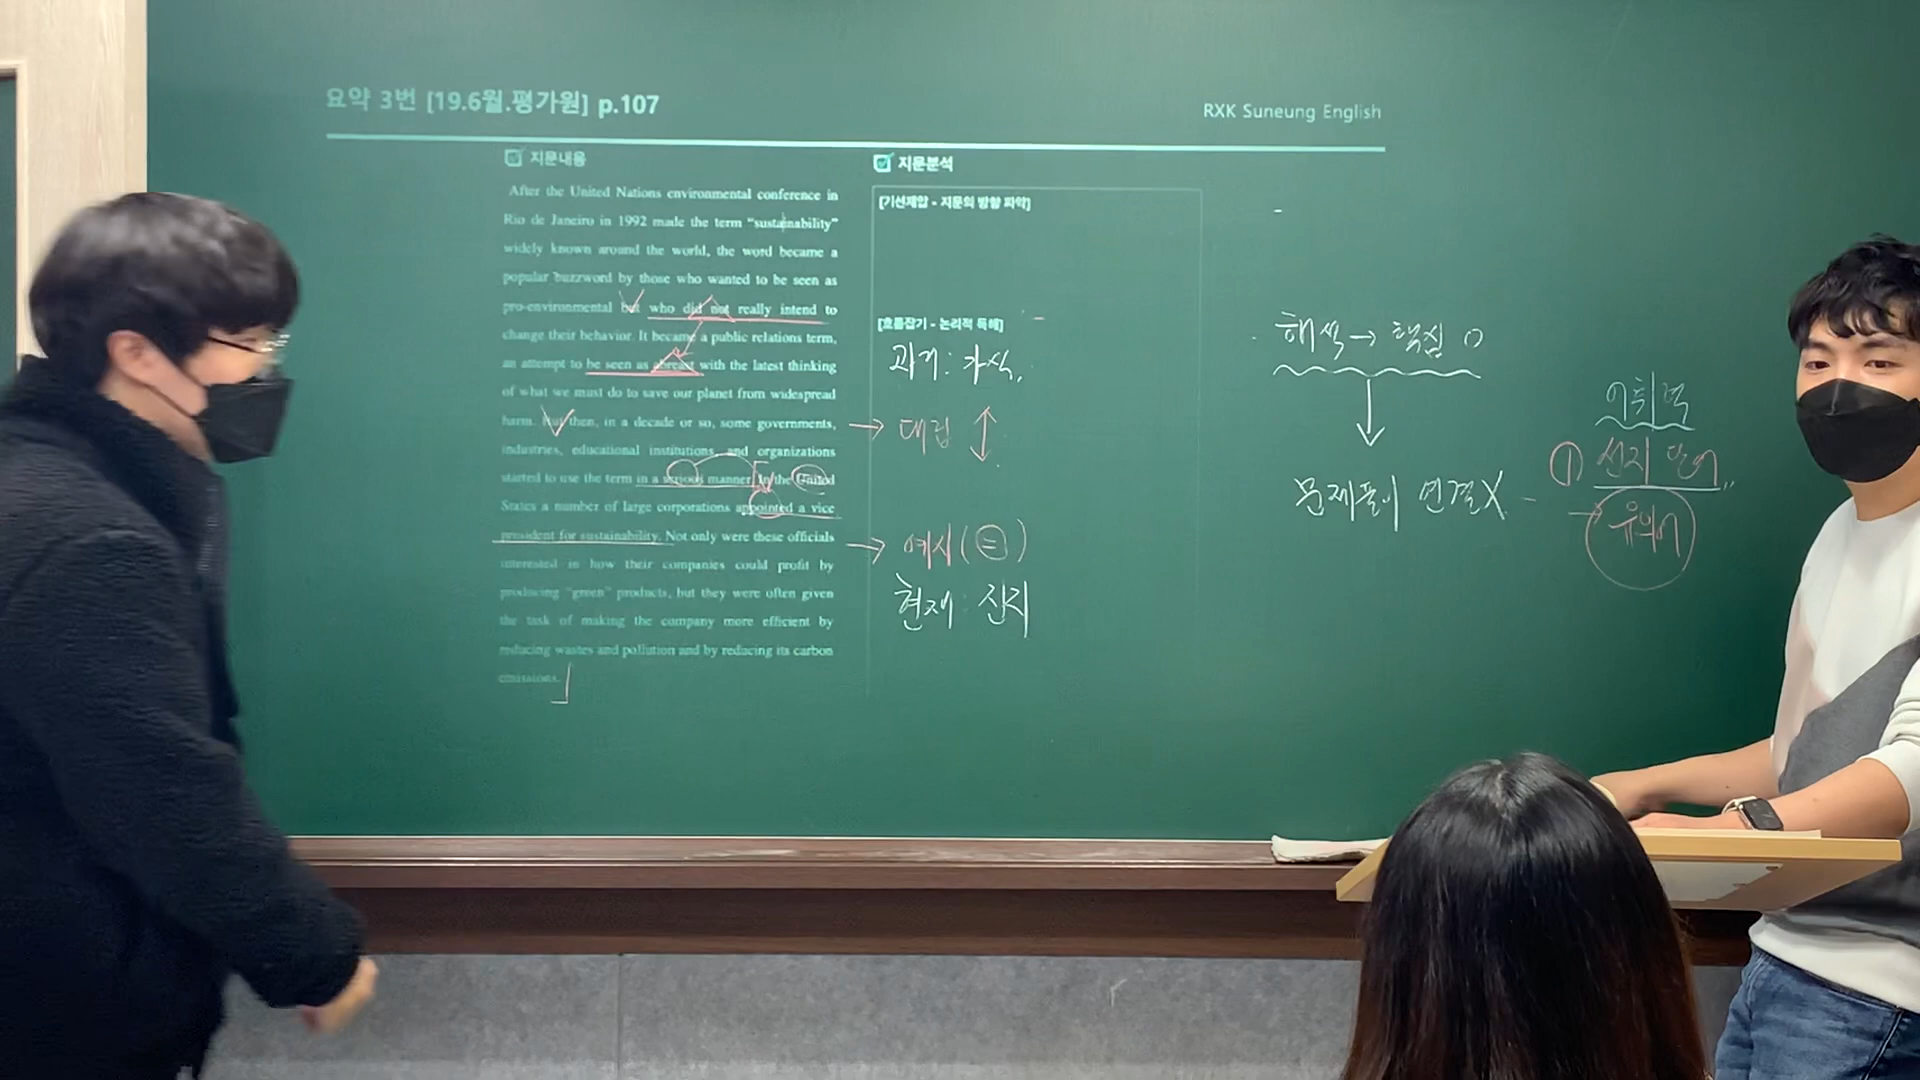 요약 3번 [19.6월.평가원] p.107
RXK Suneung English
지문내용
After the United Nations environmental conference in
Rio de Janeiro in 1992 made the term “sustainability”
widely known around the world, the word became a
popular buzzword by those who wanted to be seen as
pro-environmental but who did not really intend to
change their behavior. It became a public relations term,
an attempt to be seen as abreast with the latest thinking
of what we must do to save our planet from widespread
harm. But then, in a decade or so, some governments,
industries, educational institutions, and organizations
started to use the term in a serious manner. In the United
States a number of large corporations appointed a vice
president for sustainability. Not only were these officials
interested in how their companies could profit by
producing “green” products, but they were often given
the task of making the company more efficient by
reducing wastes and pollution and by reducing its carbon
emissions.
지문분석
[기선제압 - 지문의 방향 파악]
[흐름잡기 - 논리적 독해]
과거: 가식.
→ 대립 ↕
→ 예시(=)
현재 진지
해석 → 핵심 O
↓
문제풀이 연결X
어휘력
① 선지 단어
→ 유의어